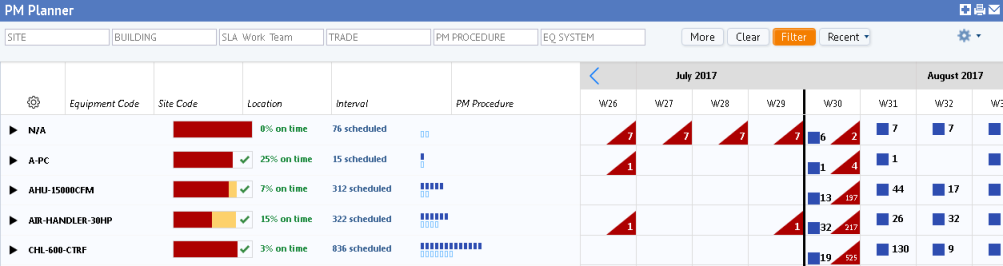 PM Planner
SITE BUILDING SLA Work Team TRADE PM PROCEDURE EQ SYSTEM More Clear Filter Recent
July 2017 August 2017
Equipment Code Site Code Location Interval PM Procedure W26 W27 W28 W29 W30 W31 W32
N/A 0% on time 76 scheduled 7 7 7 7 6 2 7 7
A-PC 25% on time 15 scheduled 1 1 4 1
AHU-15000CFM 7% on time 312 scheduled 13 197 44 17
AIR-HANDLER-30HP 15% on time 322 scheduled 1 1 32 217 26 32
CHL-600-CTRF 3% on time 836 scheduled 19 525 130 9